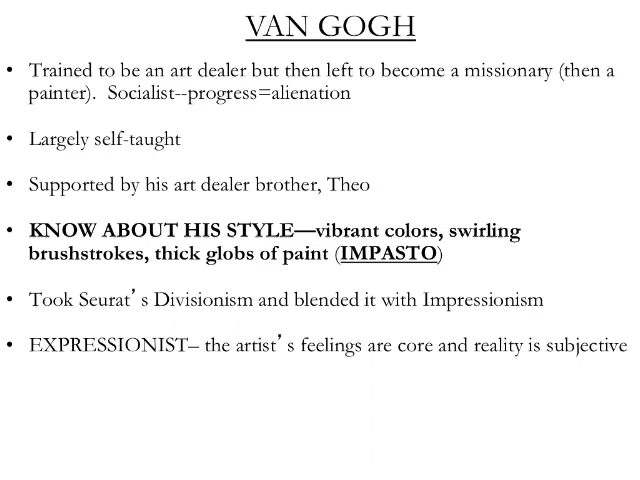 VAN GOGH
• Trained to be an art dealer but then left to become a missionary (then a
painter).  Socialist--progress=alienation
• Largely self-taught
• Supported by his art dealer brother, Theo
• KNOW ABOUT HIS STYLE—vibrant colors, swirling
brushstrokes, thick globs of paint (IMPASTO)
• Took Seurat’s Divisionism and blended it with Impressionism
• EXPRESSIONIST– the artist’s feelings are core and reality is subjective